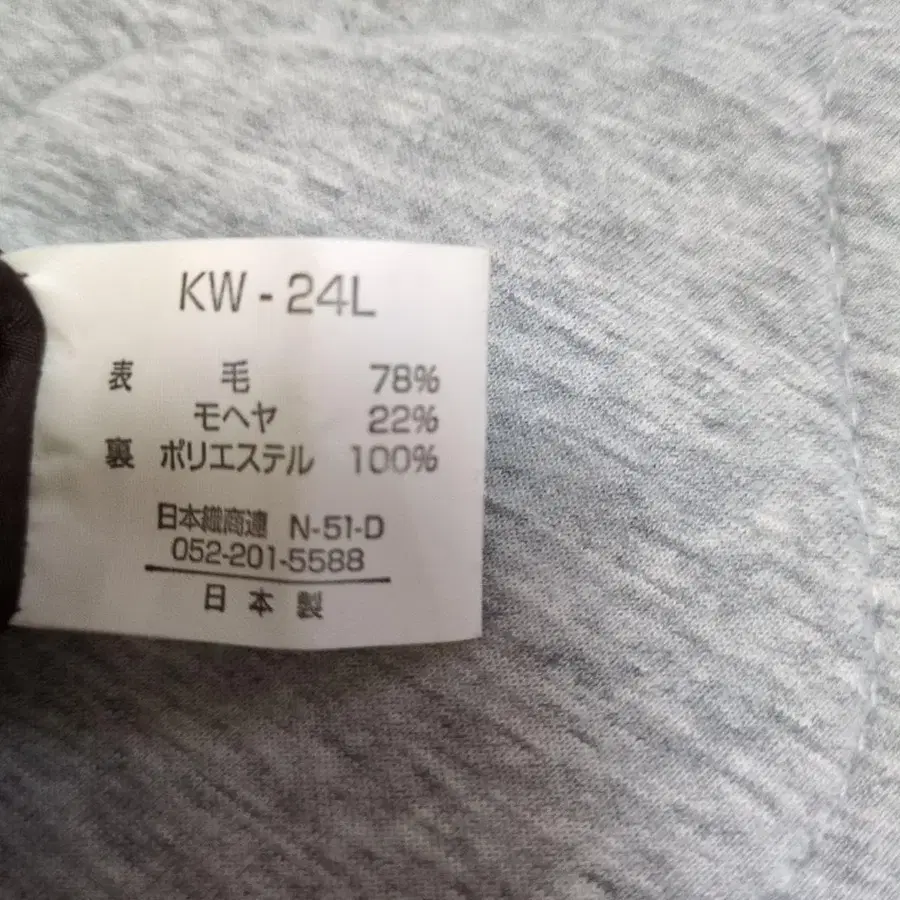 KW - 24L
表 毛 78%
モヘヤ 22%
裏 ポリエステル 100%
日本織商連 N-51-D
052-201-5588
日本製